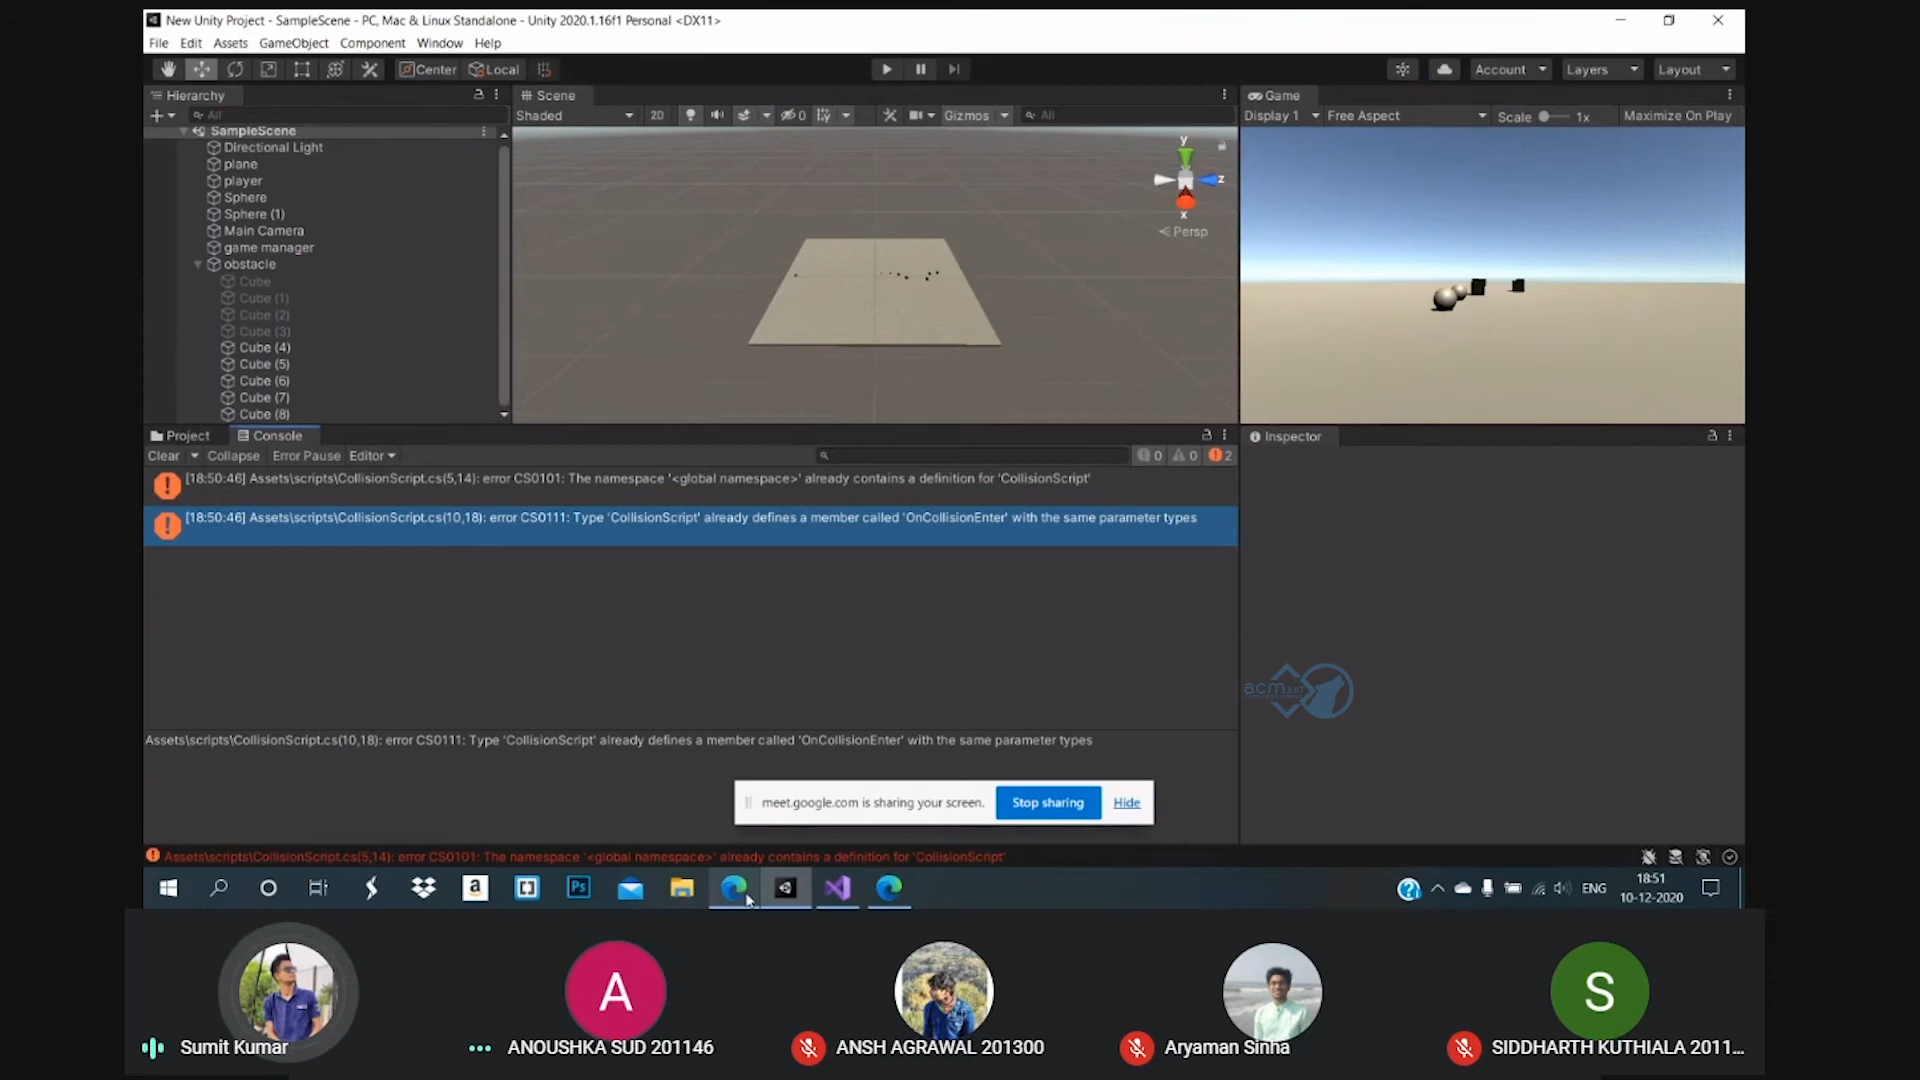 New Unity Project - SampleScene - PC, Mac & Linux Standalone - Unity 2020.1.16f1 Personal <DX11>
File Edit Assets GameObject Component Window Help
Center Local Account Layers Layout
Hierarchy
All
SampleScene
Directional Light
plane
player
Sphere
Sphere (1)
Main Camera
game manager
obstacle
Cube
Cube (1)
Cube (2)
Cube (3)
Cube (4)
Cube (5)
Cube (6)
Cube (7)
Cube (8)
Scene
Shaded 2D 0 Gizmos All
y
z
x
Persp
Game
Display 1 Free Aspect Scale 1x Maximize On Play
Project Console
Clear Collapse Error Pause Editor 0 0 2
[18:50:46] Assets\scripts\CollisionScript.cs(5,14): error CS0101: The namespace '<global namespace>' already contains a definition for 'CollisionScript'
[18:50:46] Assets\scripts\CollisionScript.cs(10,18): error CS0111: Type 'CollisionScript' already defines a member called 'OnCollisionEnter' with the same parameter types
Assets\scripts\CollisionScript.cs(10,18): error CS0111: Type 'CollisionScript' already defines a member called 'OnCollisionEnter' with the same parameter types
Inspector
acm JUIT
meet.google.com is sharing your screen. Stop sharing Hide
Assets\scripts\CollisionScript.cs(5,14): error CS0101: The namespace '<global namespace>' already contains a definition for 'CollisionScript'
a Ps ENG
18:51
10-12-2020
A
S
Sumit Kumar
ANOUSHKA SUD 201146
ANSH AGRAWAL 201300
Aryaman Sinha
SIDDHARTH KUTHIALA 2011...